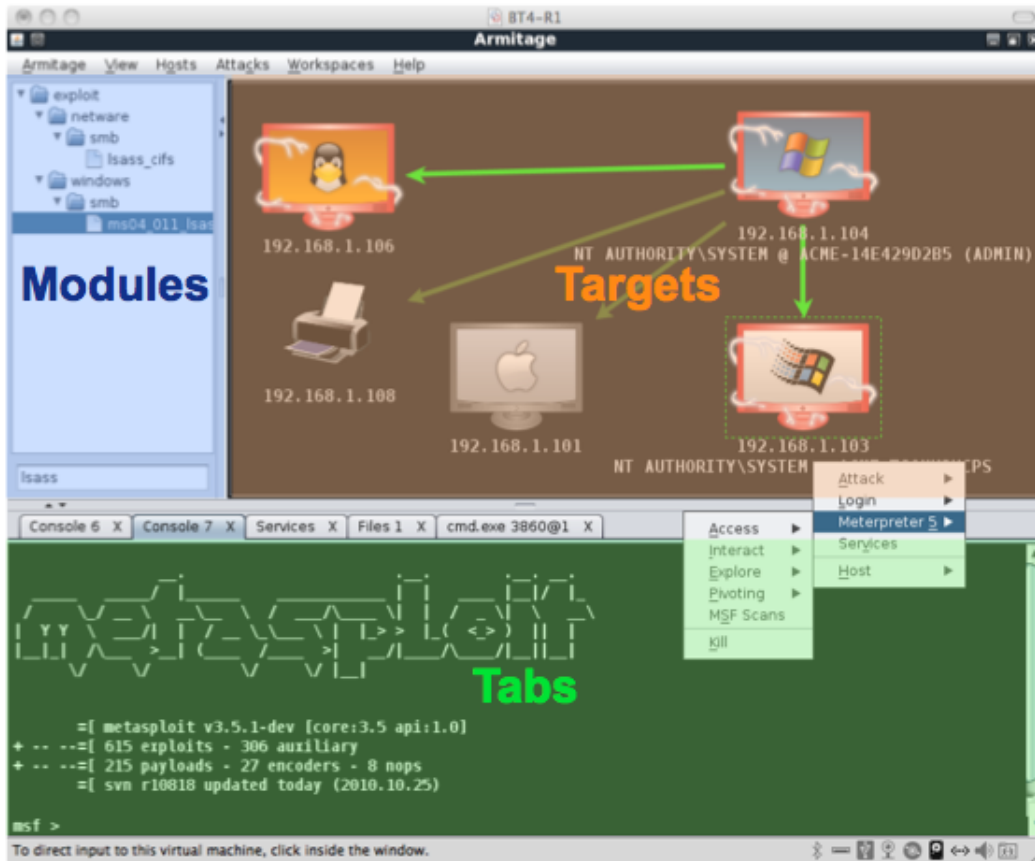 BT4-R1
Armitage
Armitage View Hosts Attacks Workspaces Help
exploit
netware
smb
lsass_cifs
windows
smb
ms04_011_lsas
Modules
lsass
192.168.1.106
192.168.1.104
NT AUTHORITY\SYSTEM @ ACME-14E429D2B5 (ADMIN)
Targets
192.168.1.108
192.168.1.101
192.168.1.103
NT AUTHORITY\SYSTEM
Attack
Login
Meterpreter 5
Services
Host
Access
Interact
Explore
Pivoting
MSF Scans
Kill
Console 6 X Console 7 X Services X Files 1 X cmd.exe 3860@1 X
metasploit
Tabs
=[ metasploit v3.5.1-dev [core:3.5 api:1.0]
+ -- --=[ 615 exploits - 306 auxiliary
+ -- --=[ 215 payloads - 27 encoders - 8 nops
=[ svn r10818 updated today (2010.10.25)
msf >
To direct input to this virtual machine, click inside the window.